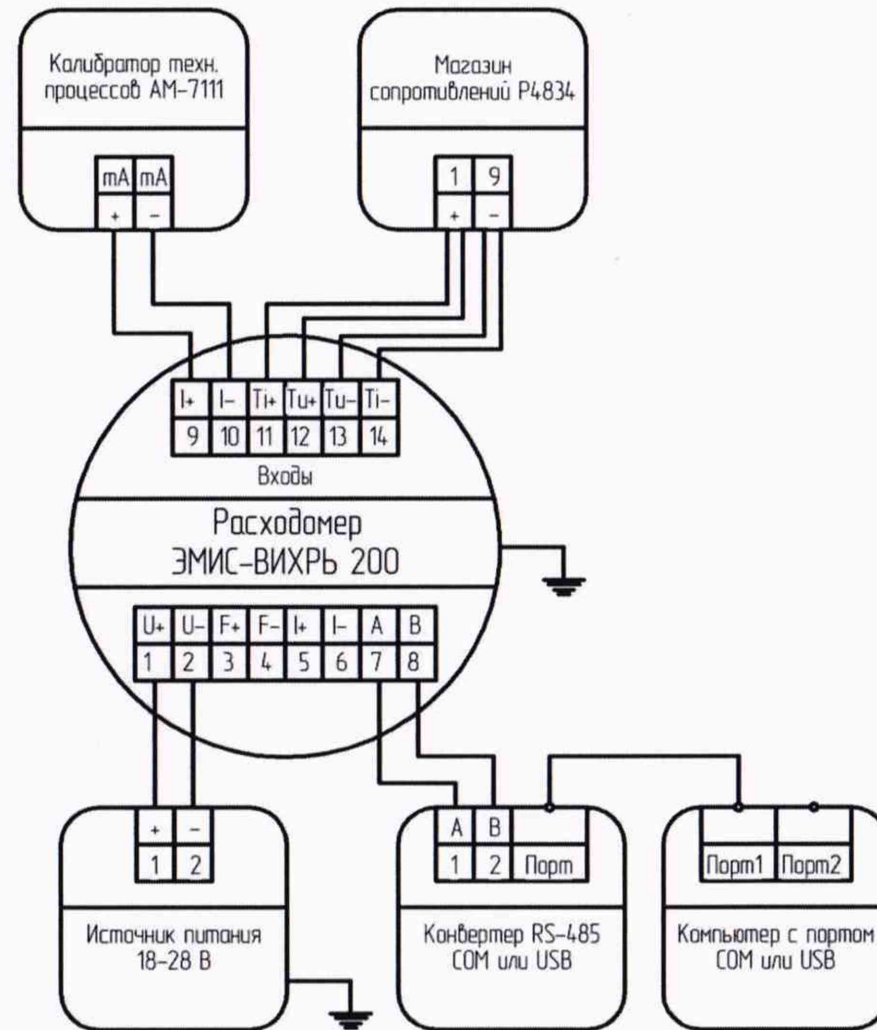 Калибратор техн.
процессов АМ-7111
Магазин
сопротивлений Р4834
mA mA
+ -
1 9
+ -
I+ I- Ti+ Tu+ Tu- Ti-
9 10 11 12 13 14
Входы
Расходомер
ЭМИС-ВИХРЬ 200
U+ U- F+ F- I+ I- A B
1 2 3 4 5 6 7 8
+ -
1 2
Источник питания
18-28 В
A B
1 2 Порт
Конвертер RS-485
COM или USB
Порт1 Порт2
Компьютер с портом
COM или USB